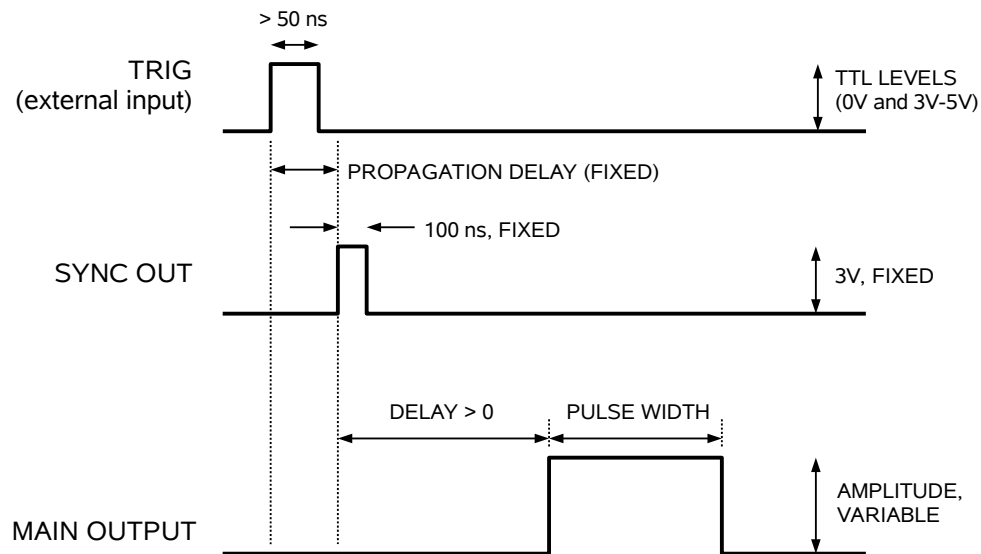 > 50 ns
TRIG
(external input)
TTL LEVELS
(0V and 3V-5V)
PROPAGATION DELAY (FIXED)
100 ns, FIXED
SYNC OUT
3V, FIXED
DELAY > 0
PULSE WIDTH
AMPLITUDE,
VARIABLE
MAIN OUTPUT